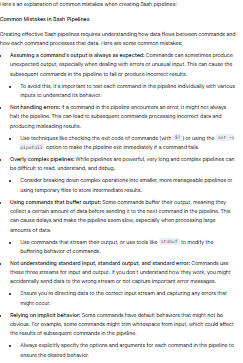 Here's an explanation of common mistakes when creating Bash pipelines:
Common Mistakes in Bash Pipelines
Creating effective Bash pipelines requires understanding how data flows between commands and
how each command processes that data. Here are some common mistakes:
• Assuming a command's output is always as expected: Commands can sometimes produce
unexpected output, especially when dealing with errors or unusual input. This can cause the
subsequent commands in the pipeline to fail or produce incorrect results.
• To avoid this, it's important to test each command in the pipeline individually with various
inputs to understand its behavior.
• Not handling errors: If a command in the pipeline encounters an error, it might not always
halt the pipeline. This can lead to subsequent commands processing incorrect data and
producing misleading results.
• Use techniques like checking the exit code of commands (with $?) or using the set -o
pipefail option to make the pipeline exit immediately if a command fails.
• Overly complex pipelines: While pipelines are powerful, very long and complex pipelines can
be difficult to read, understand, and debug.
• Consider breaking down complex operations into smaller, more manageable pipelines or
using temporary files to store intermediate results.
• Using commands that buffer output: Some commands buffer their output, meaning they
collect a certain amount of data before sending it to the next command in the pipeline. This
can cause delays and make the pipeline seem slow, especially when processing large
amounts of data.
• Use commands that stream their output, or use tools like stdbuf to modify the
buffering behavior of commands.
• Not understanding standard input, standard output, and standard error: Commands use
these three streams for input and output. If you don't understand how they work, you might
accidentally send data to the wrong stream or not capture important error messages.
• Ensure you're directing data to the correct input stream and capturing any errors that
might occur.
• Relying on implicit behavior: Some commands have default behaviors that might not be
obvious. For example, some commands might trim whitespace from input, which could affect
the results of subsequent commands in the pipeline.
• Always explicitly specify the options and arguments for each command in the pipeline to
ensure the desired behavior.